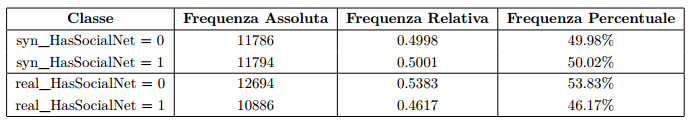 Classe Frequenza Assoluta Frequenza Relativa Frequenza Percentuale
syn_HasSocialNet = 0 11786 0.4998 49.98%
syn_HasSocialNet = 1 11794 0.5001 50.02%
real_HasSocialNet = 0 12694 0.5383 53.83%
real_HasSocialNet = 1 10886 0.4617 46.17%